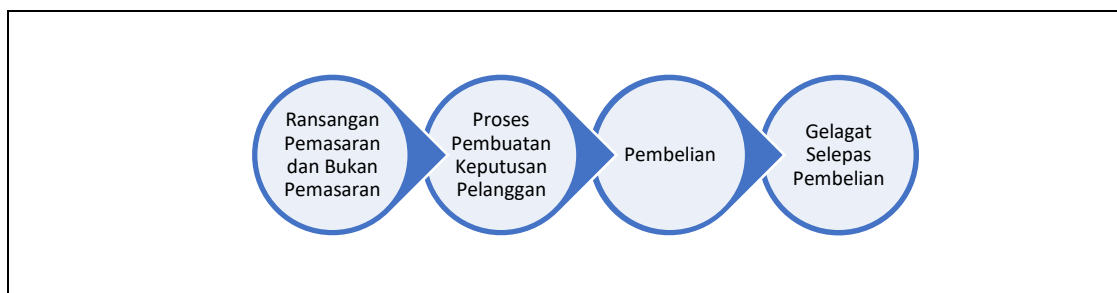 Ransangan
Pemasaran
dan Bukan
Pemasaran
Proses
Pembuatan
Keputusan
Pelanggan
Pembelian
Gelagat
Selepas
Pembelian